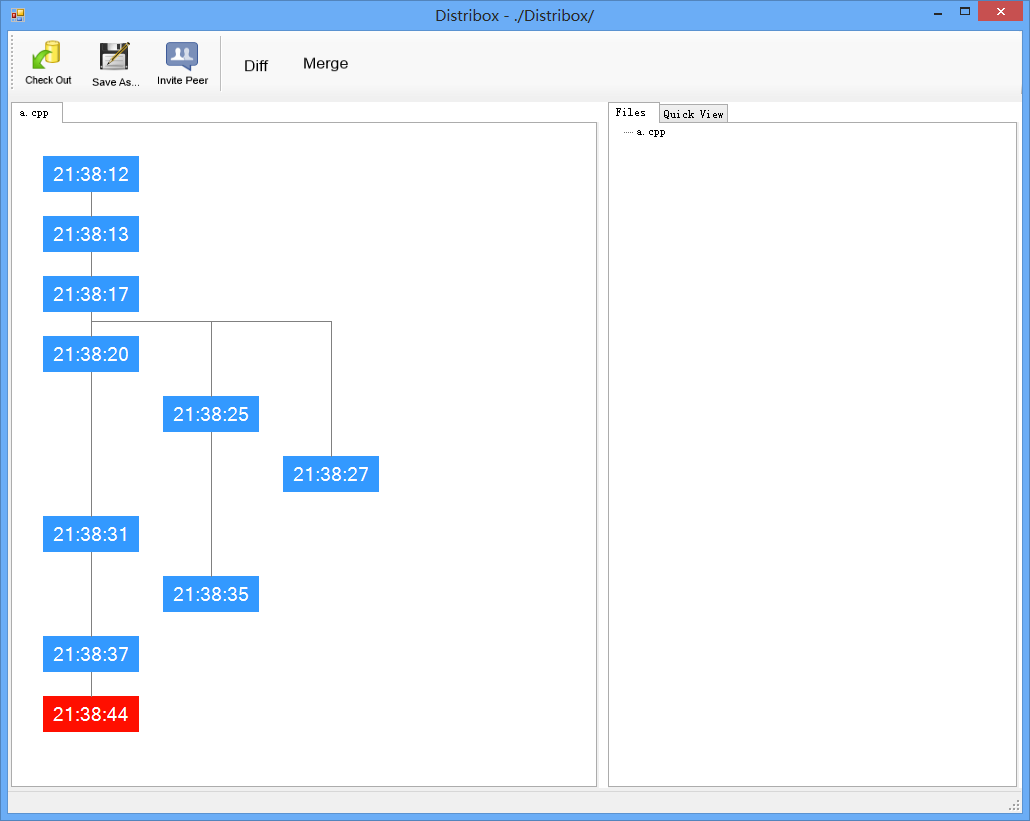 Distribox - ./Distribox/
Check Out
Save As...
Invite Peer
Diff
Merge
a.cpp
Files
Quick View
a.cpp
21:38:12
21:38:13
21:38:17
21:38:20
21:38:25
21:38:27
21:38:31
21:38:35
21:38:37
21:38:44